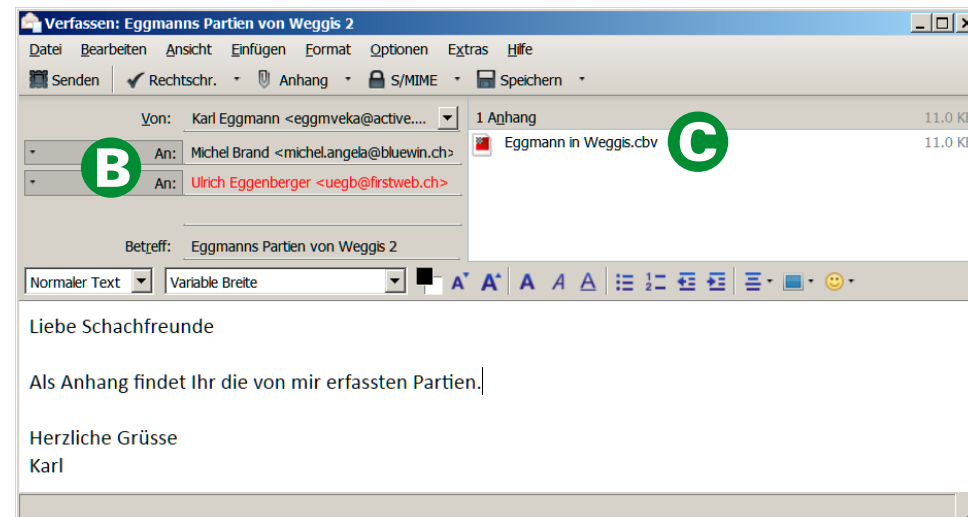 Verfassen: Eggmanns Partien von Weggis 2
Datei Bearbeiten Ansicht Einfügen Format Optionen Extras Hilfe
Senden Rechtschr. Anhang S/MIME Speichern
Von: Karl Eggmann <eggmveka@active....
1 Anhang 11.0 KB
B An: Michel Brand <michel.angela@bluewin.ch>
Eggmann in Weggis.cbv C 11.0 KB
An: Ulrich Eggenberger <uegb@firstweb.ch>
Betreff: Eggmanns Partien von Weggis 2
Normaler Text Variable Breite A A A A A
Liebe Schachfreunde
Als Anhang findet Ihr die von mir erfassten Partien.
Herzliche Grüsse
Karl